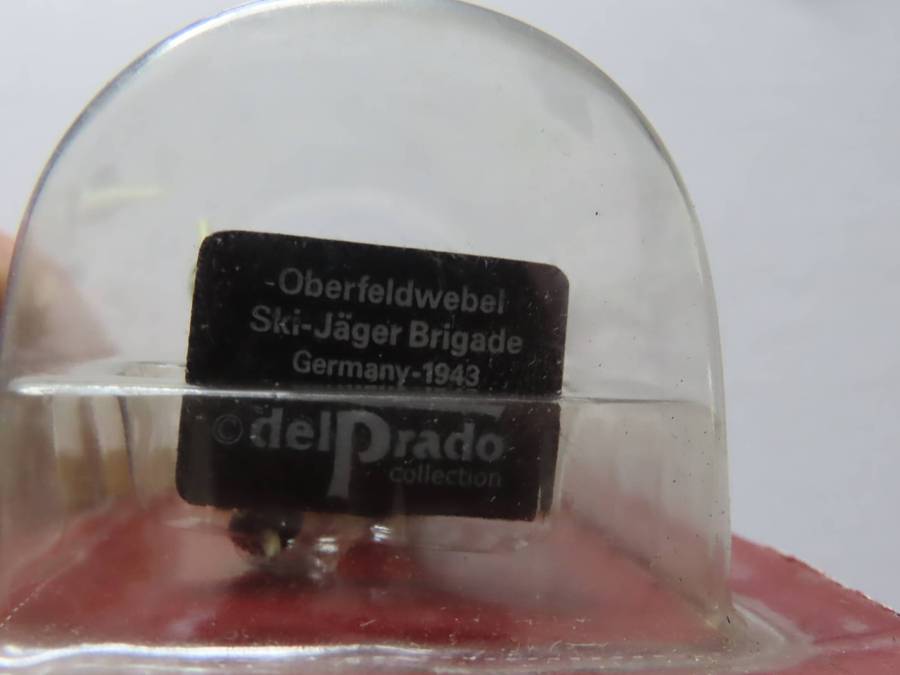 Oberfeldwebel
Ski-Jäger Brigade
Germany-1943
© delPrado
collection